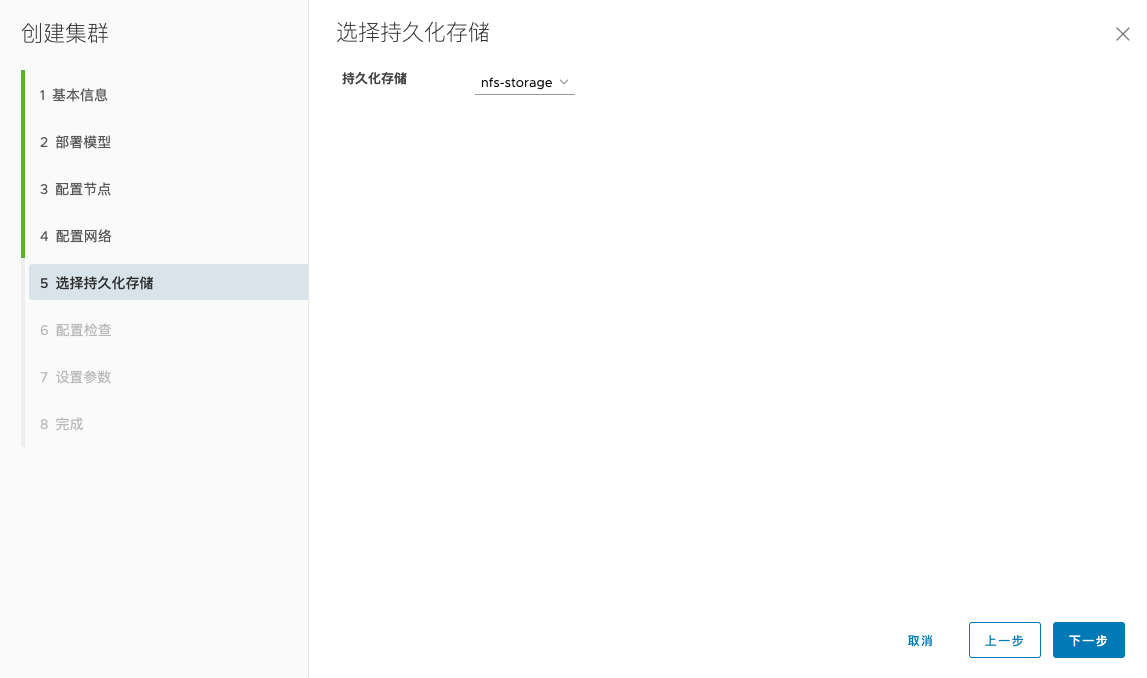 创建集群
1 基本信息
2 部署模型
3 配置节点
4 配置网络
5 选择持久化存储
6 配置检查
7 设置参数
8 完成
选择持久化存储
持久化存储 nfs-storage
取消 上一步 下一步